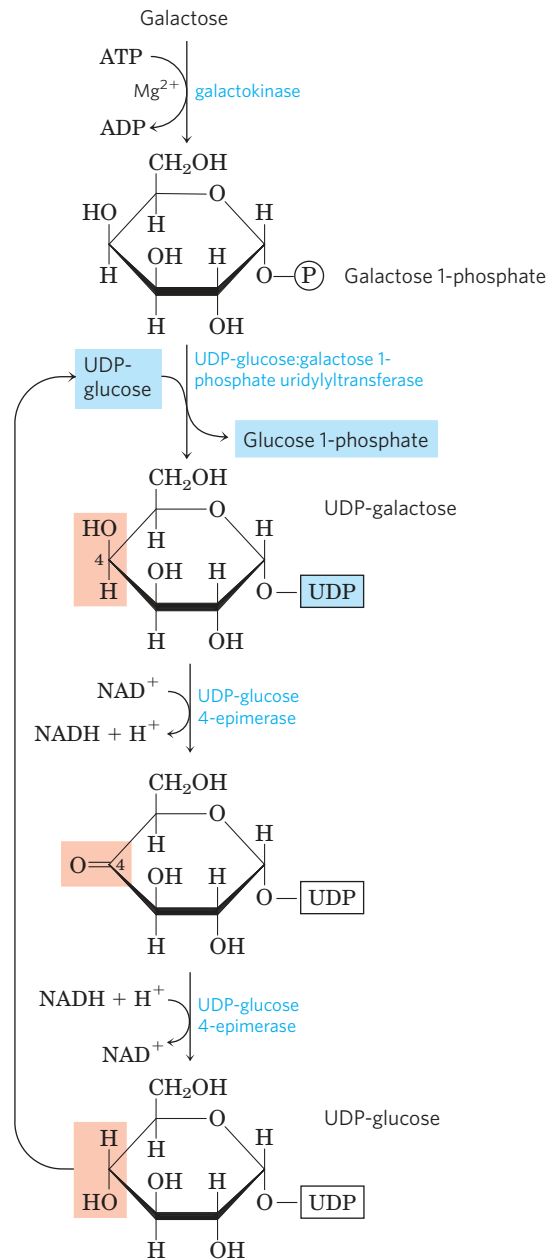 Galactose
ATP
Mg2+
galactokinase
ADP
CH2OH
O
HO
H
H
OH
H
H
O
P
H
OH
Galactose 1-phosphate
UDP-
glucose
UDP-glucose:galactose 1-
phosphate uridylyltransferase
Glucose 1-phosphate
CH2OH
UDP-galactose
O
HO
H
H
4
OH
H
H
O
UDP
H
OH
NAD+
UDP-glucose
4-epimerase
NADH + H+
CH2OH
O
H
H
O
4
OH
H
O
UDP
H
OH
NADH + H+
UDP-glucose
4-epimerase
NAD+
CH2OH
UDP-glucose
O
H
H
H
OH
H
HO
O
UDP
H
OH